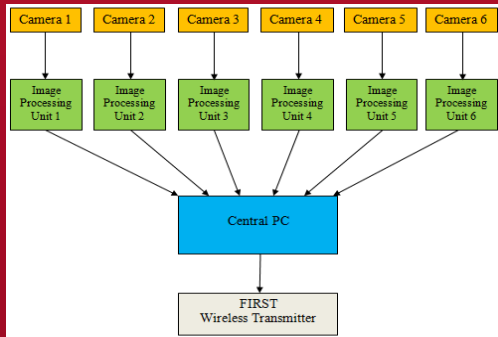 Camera 1
Camera 2
Camera 3
Camera 4
Camera 5
Camera 6
Image
Processing
Unit 1
Image
Processing
Unit 2
Image
Processing
Unit 3
Image
Processing
Unit 4
Image
Processing
Unit 5
Image
Processing
Unit 6
Central PC
FIRST
Wireless Transmitter